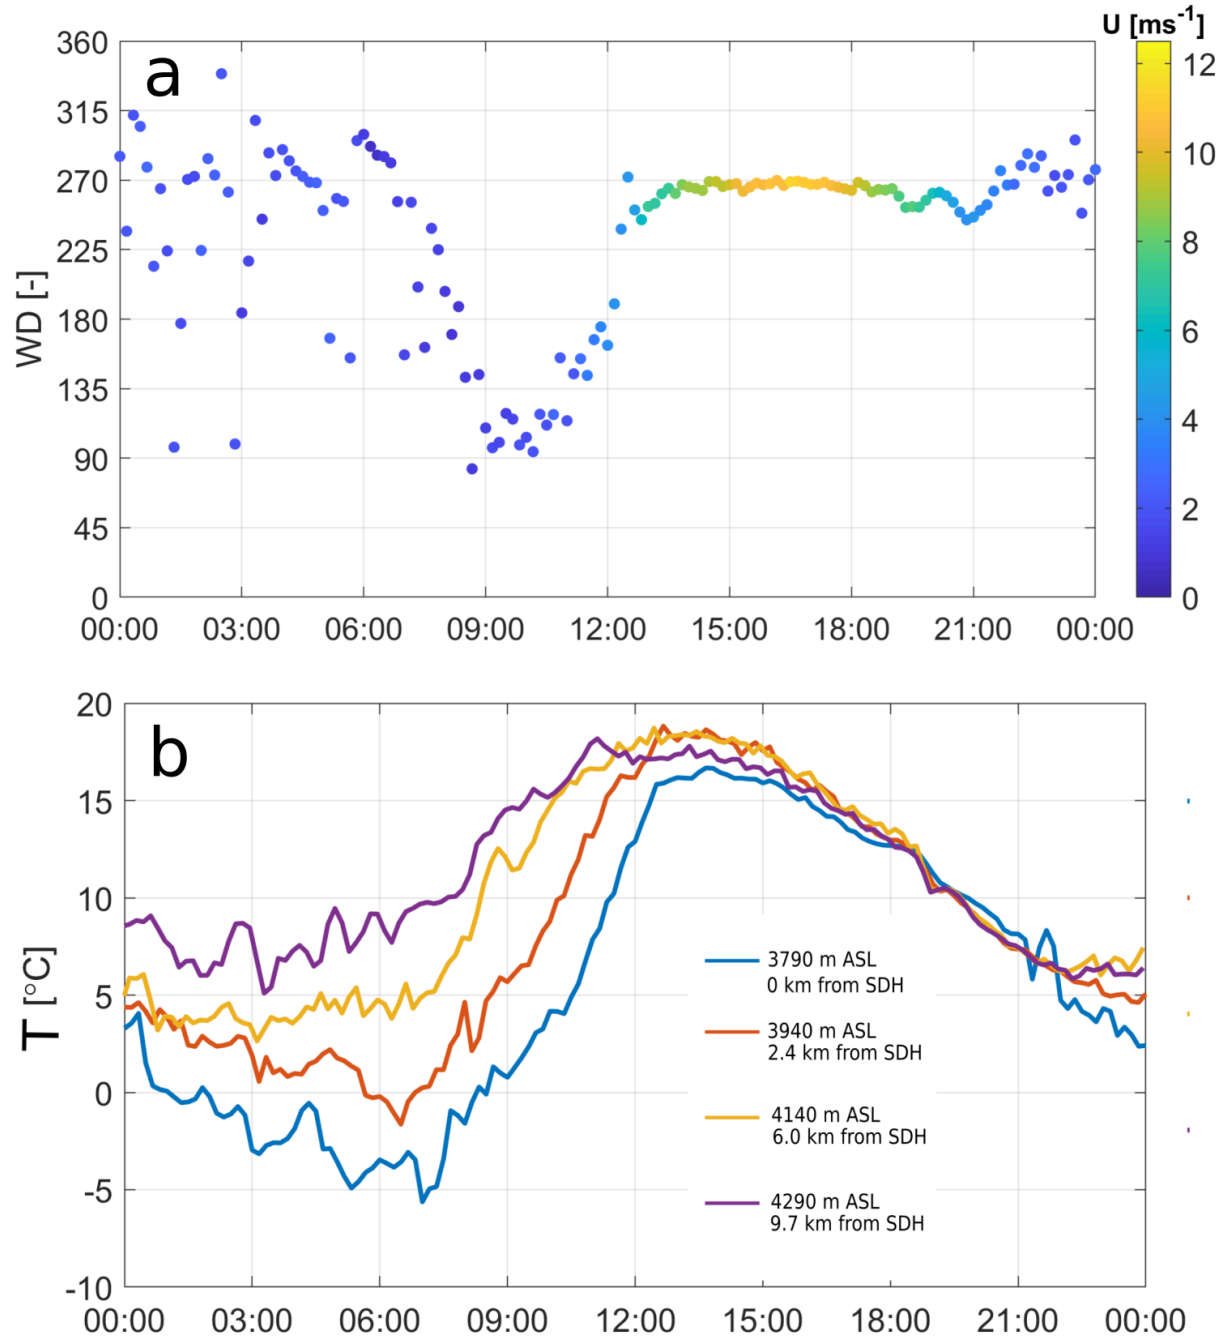 U [ms-1]
a
360
315
270
225
180
135
90
45
0
WD [-]
00:00 03:00 06:00 09:00 12:00 15:00 18:00 21:00 00:00
12
10
8
6
4
2
0
b
20
15
10
5
0
-5
-10
T [°C]
3790 m ASL
0 km from SDH
3940 m ASL
2.4 km from SDH
4140 m ASL
6.0 km from SDH
4290 m ASL
9.7 km from SDH
00:00 03:00 06:00 09:00 12:00 15:00 18:00 21:00 00:00